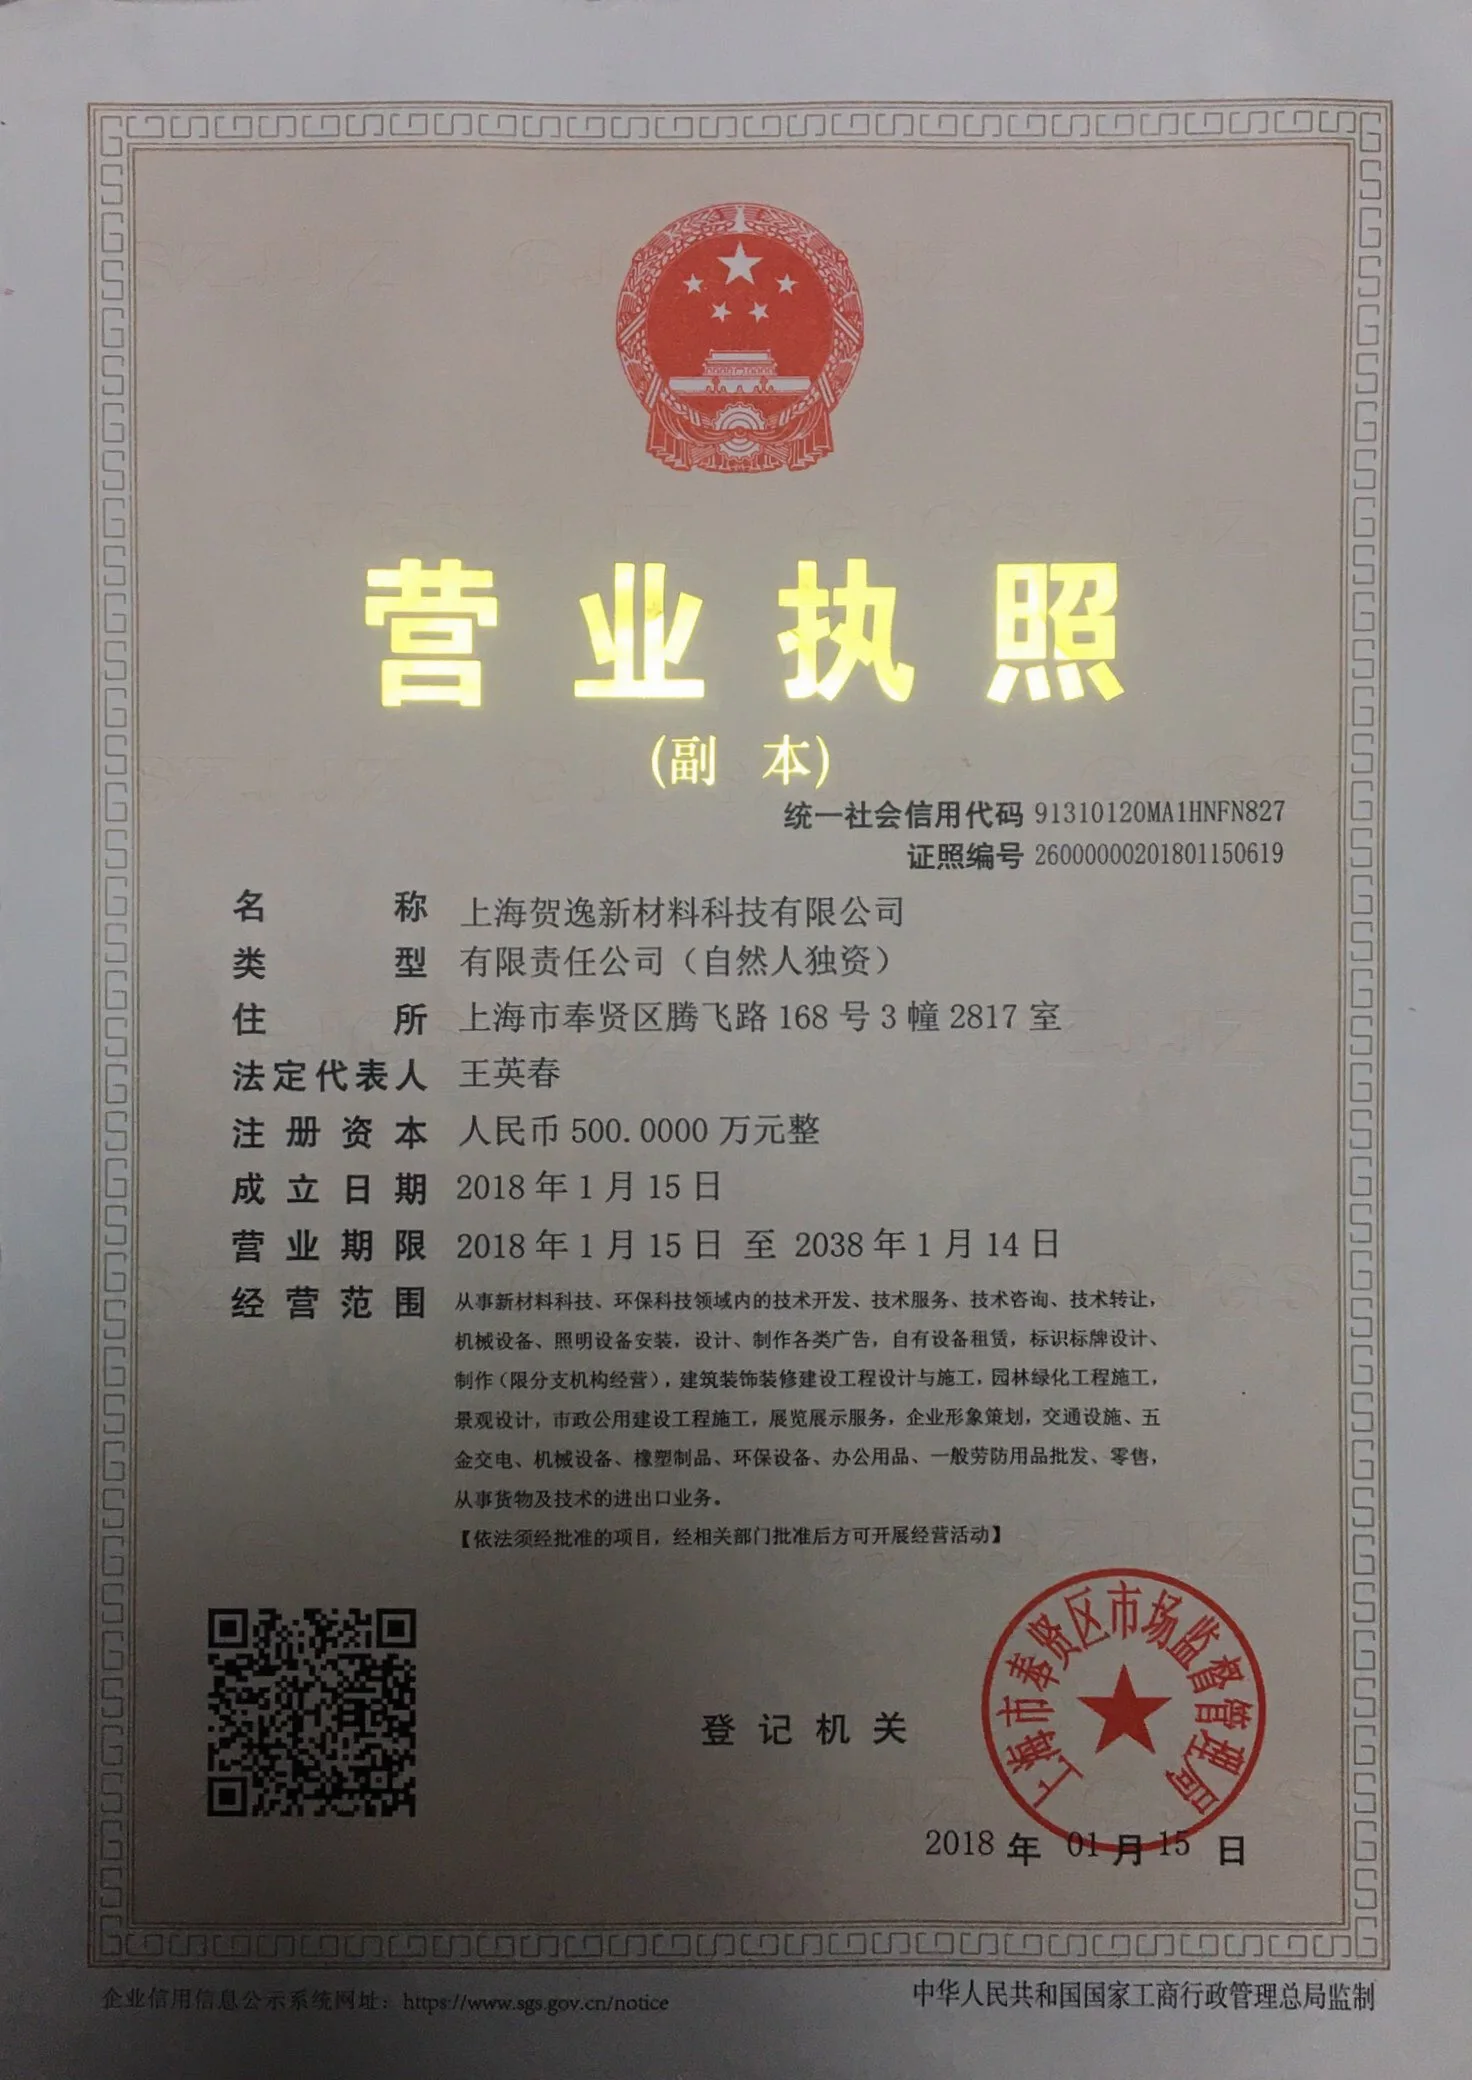 营业执照
(副 本)
统一社会信用代码 91310120MA1HNFN827
证照编号 26000000201801150619
名 称 上海贺逸新材料科技有限公司
类 型 有限责任公司（自然人独资）
住 所 上海市奉贤区腾飞路168号3幢2817室
法定代表人 王英春
注册资本 人民币500.0000万元整
成立日期 2018年1月15日
营业期限 2018年1月15日 至 2038年1月14日
经营范围 从事新材料科技、环保科技领域内的技术开发、技术服务、技术咨询、技术转让，
机械设备、照明设备安装，设计、制作各类广告，自有设备租赁，标识标牌设计、
制作（限分支机构经营），建筑装饰装修建设工程设计与施工，园林绿化工程施工，
景观设计，市政公用建设工程施工，展览展示服务，企业形象策划，交通设施、五
金交电、机械设备、橡塑制品、环保设备、办公用品、一般劳防用品批发、零售，
从事货物及技术的进出口业务。
【依法须经批准的项目，经相关部门批准后方可开展经营活动】
上海市奉贤区市场监督管理局
登记机关
2018 年 01 月 15 日
企业信用信息公示系统网址：https://www.sgs.gov.cn/notice
中华人民共和国国家工商行政管理总局监制